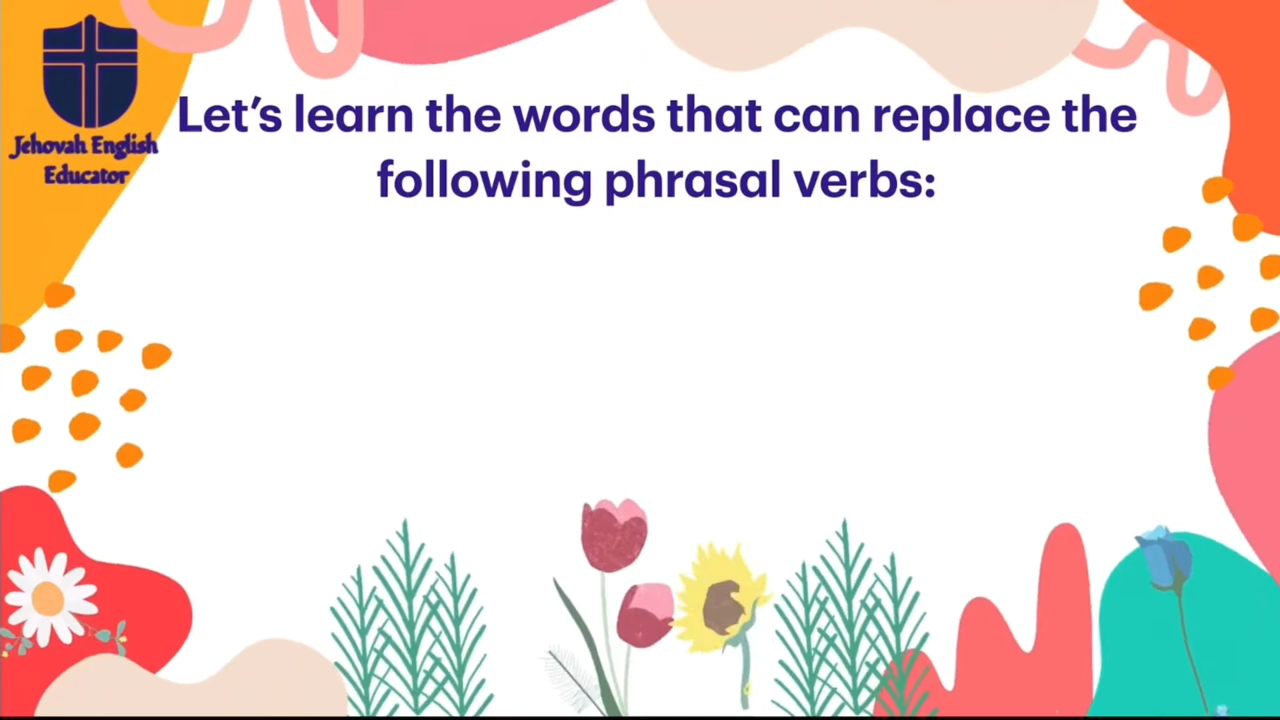 Jehovah English
Educator
Let’s learn the words that can replace the
following phrasal verbs: